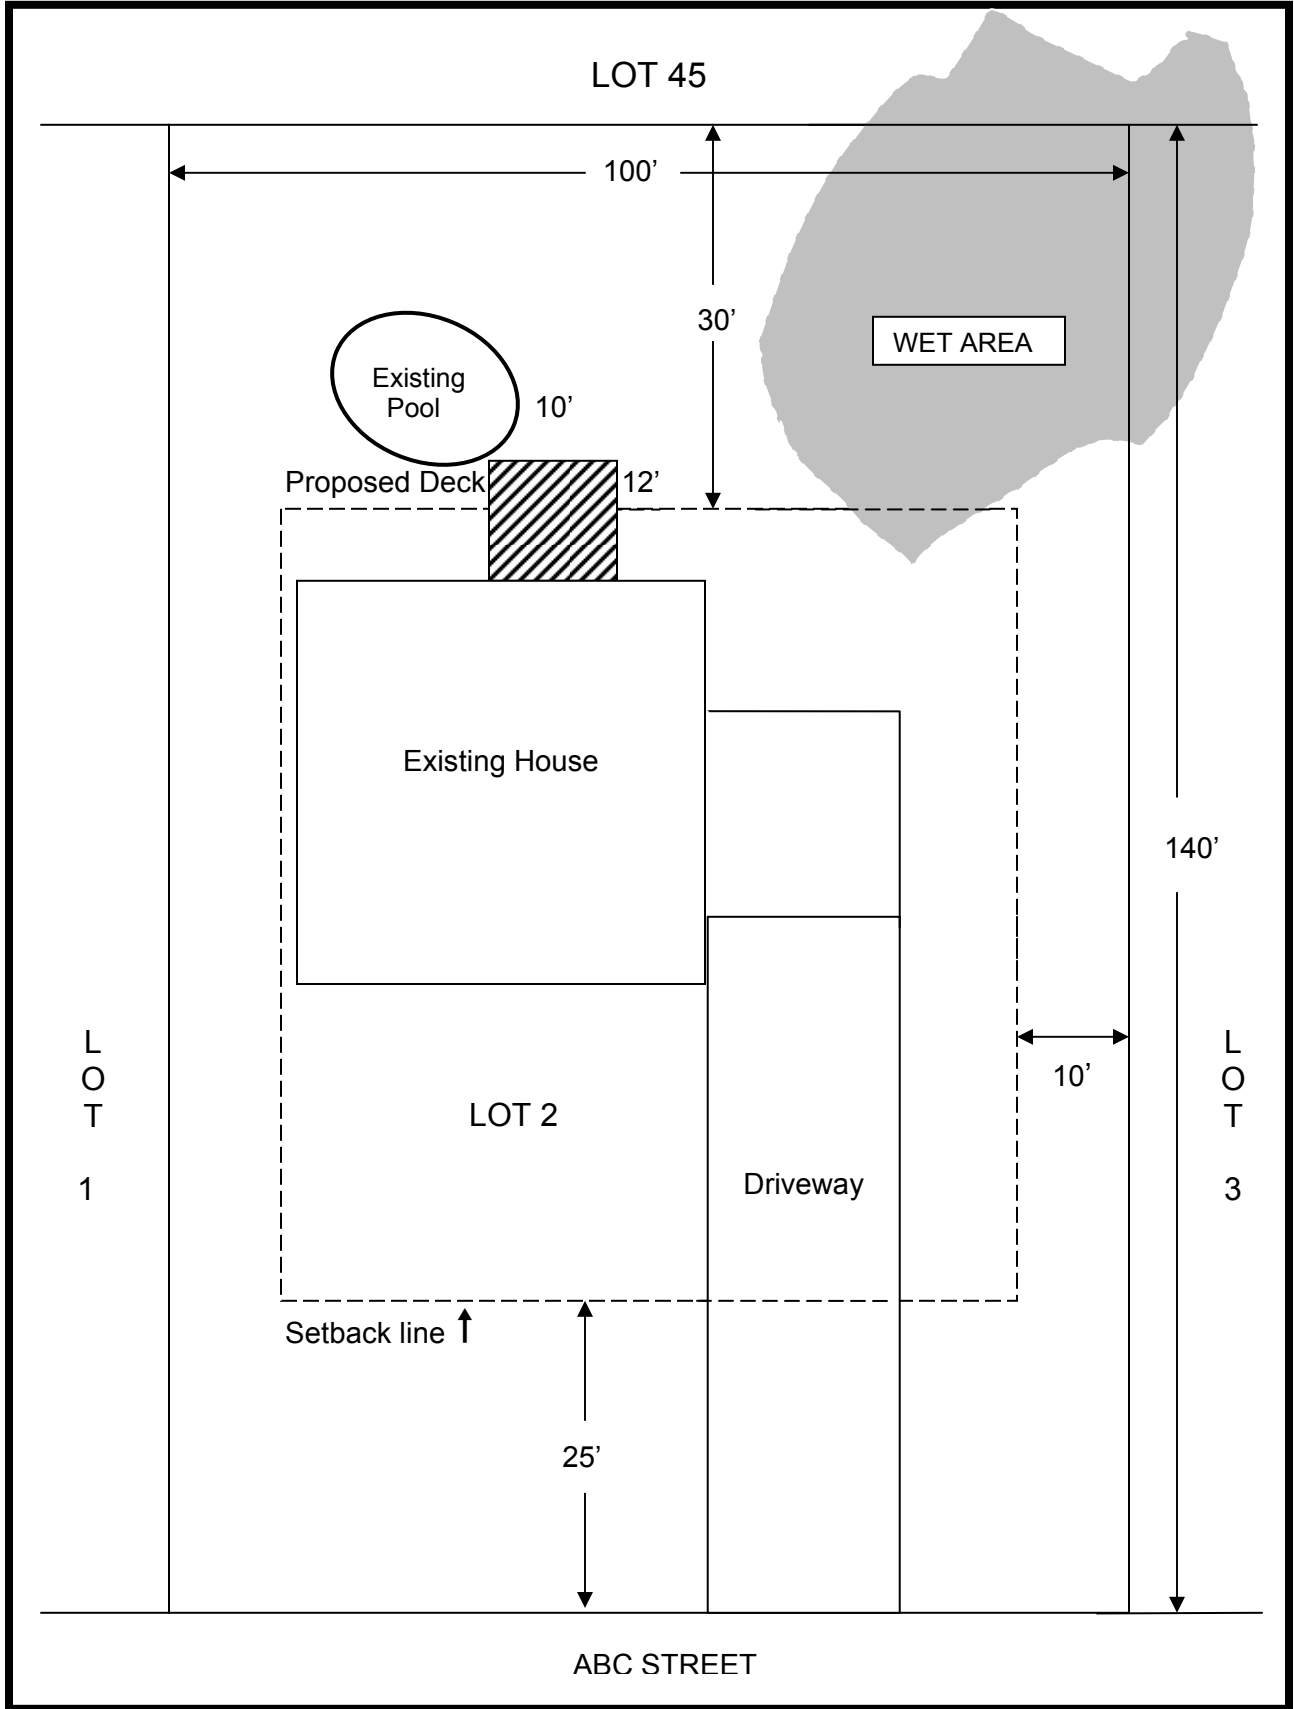 LOT 45
100’
30’
WET AREA
Existing
Pool
10’
Proposed Deck
12’
Existing House
140’
L
O
T
1
10’
L
O
T
3
LOT 2
Driveway
Setback line
25’
ABC STREET